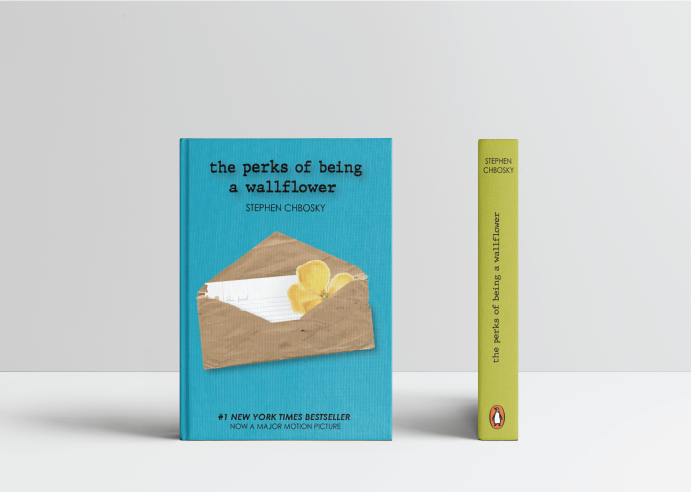 the perks of being
a wallflower
STEPHEN CHBOSKY
#1 NEW YORK TIMES BESTSELLER
NOW A MAJOR MOTION PICTURE
STEPHEN
CHBOSKY
the perks of being a wallflower